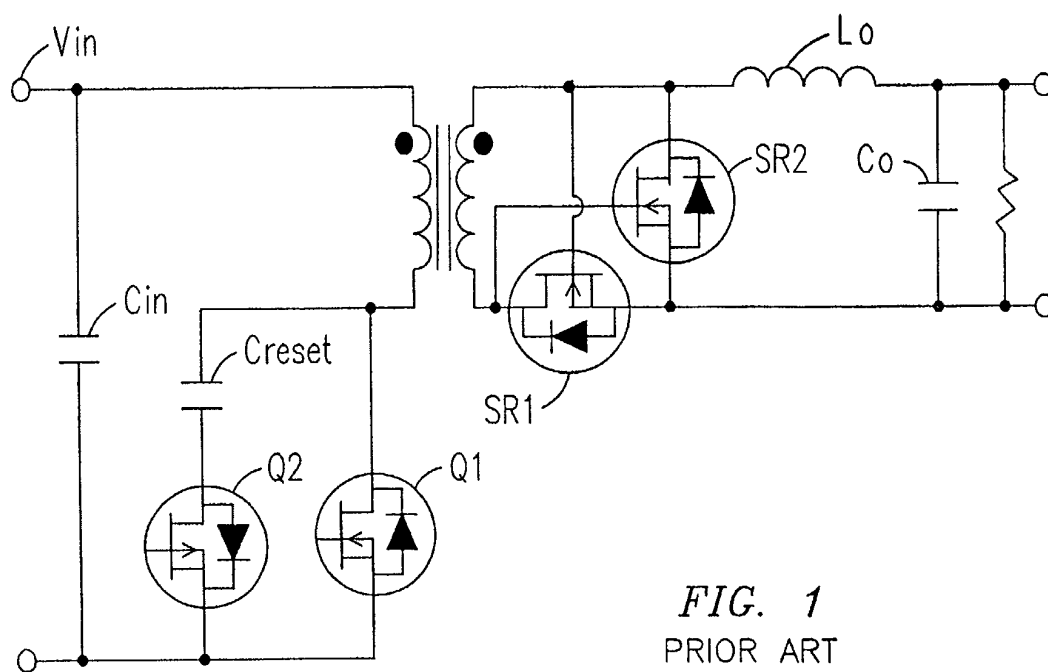 Vin
Lo
SR2
Co
Cin
Creset
SR1
Q2
Q1
FIG. 1
PRIOR ART